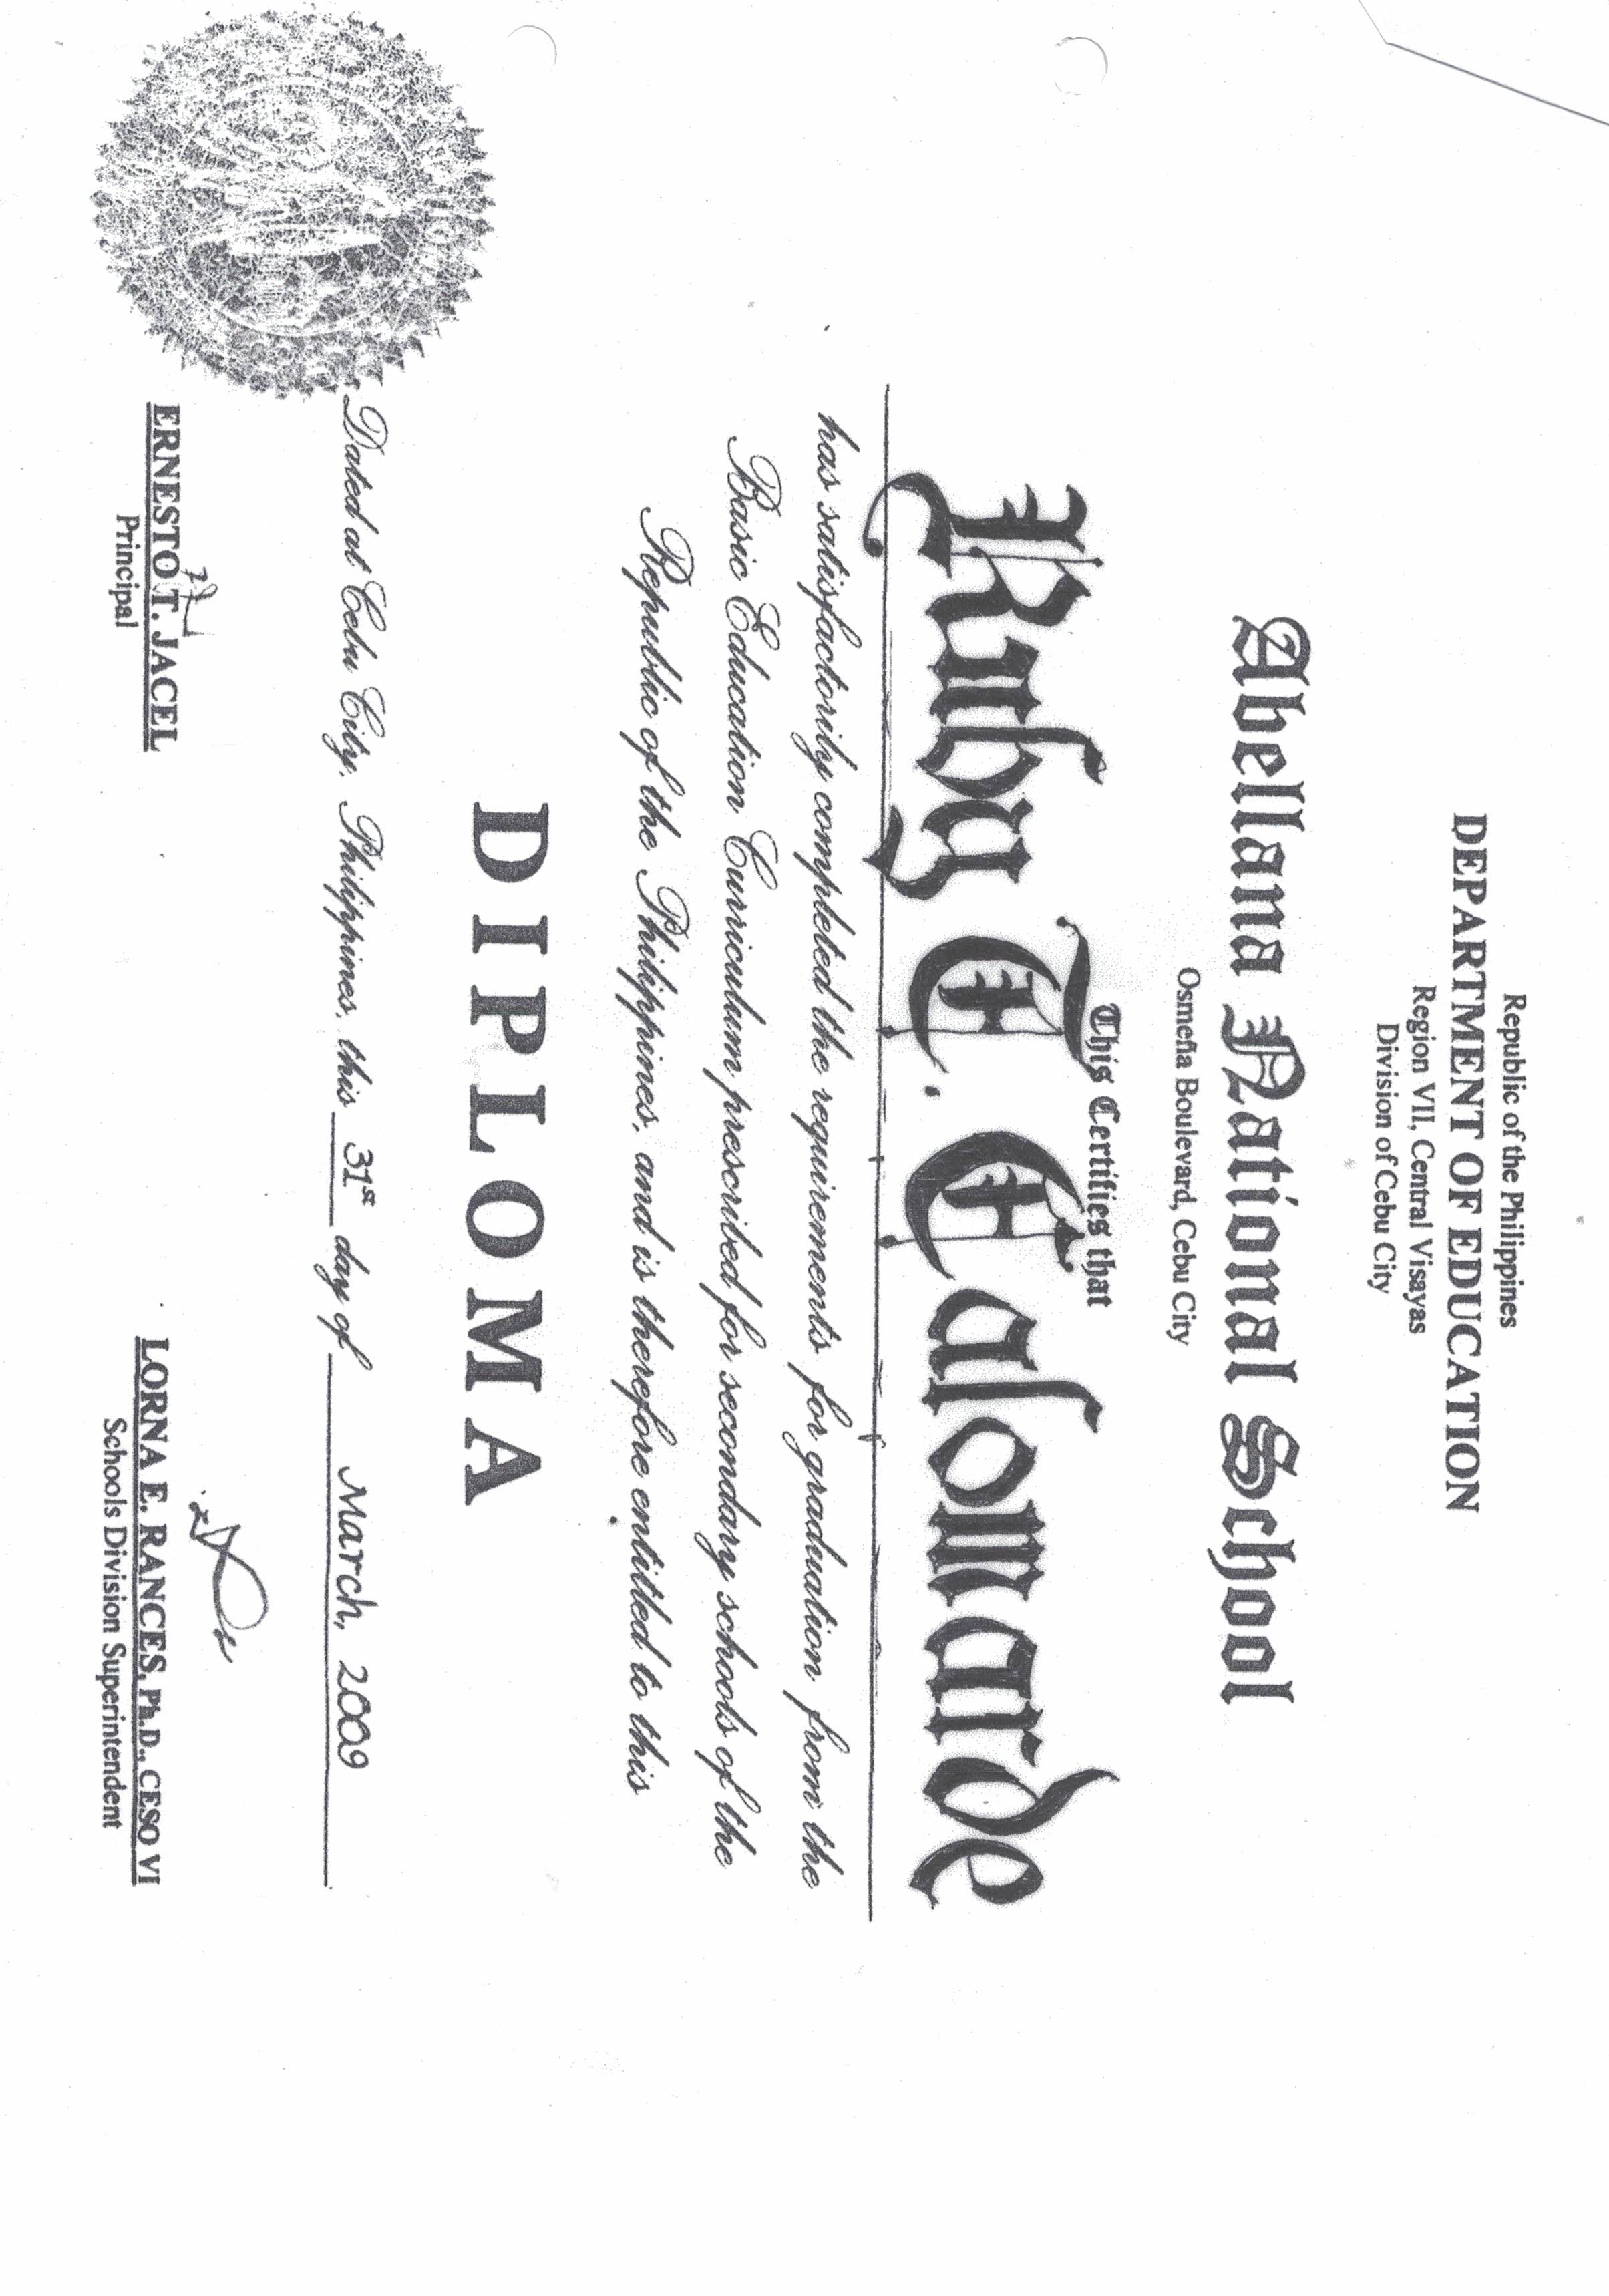 Republic of the Philippines
DEPARTMENT OF EDUCATION
Region VII, Central Visayas
Division of Cebu City
Abellana National School
Osmeña Boulevard, Cebu City
This Certifies that
Ruby T. Calomarde
has satisfactorily completed the requirements for graduation from the
Basic Education Curriculum prescribed for secondary schools of the
Republic of the Philippines, and is therefore entitled to this
DIPLOMA
Dated at Cebu City, Philippines, this 31st day of March, 2009
ERNESTO T. JACEL
Principal
LORNA E. RANCES, Ph.D., CESO VI
Schools Division Superintendent